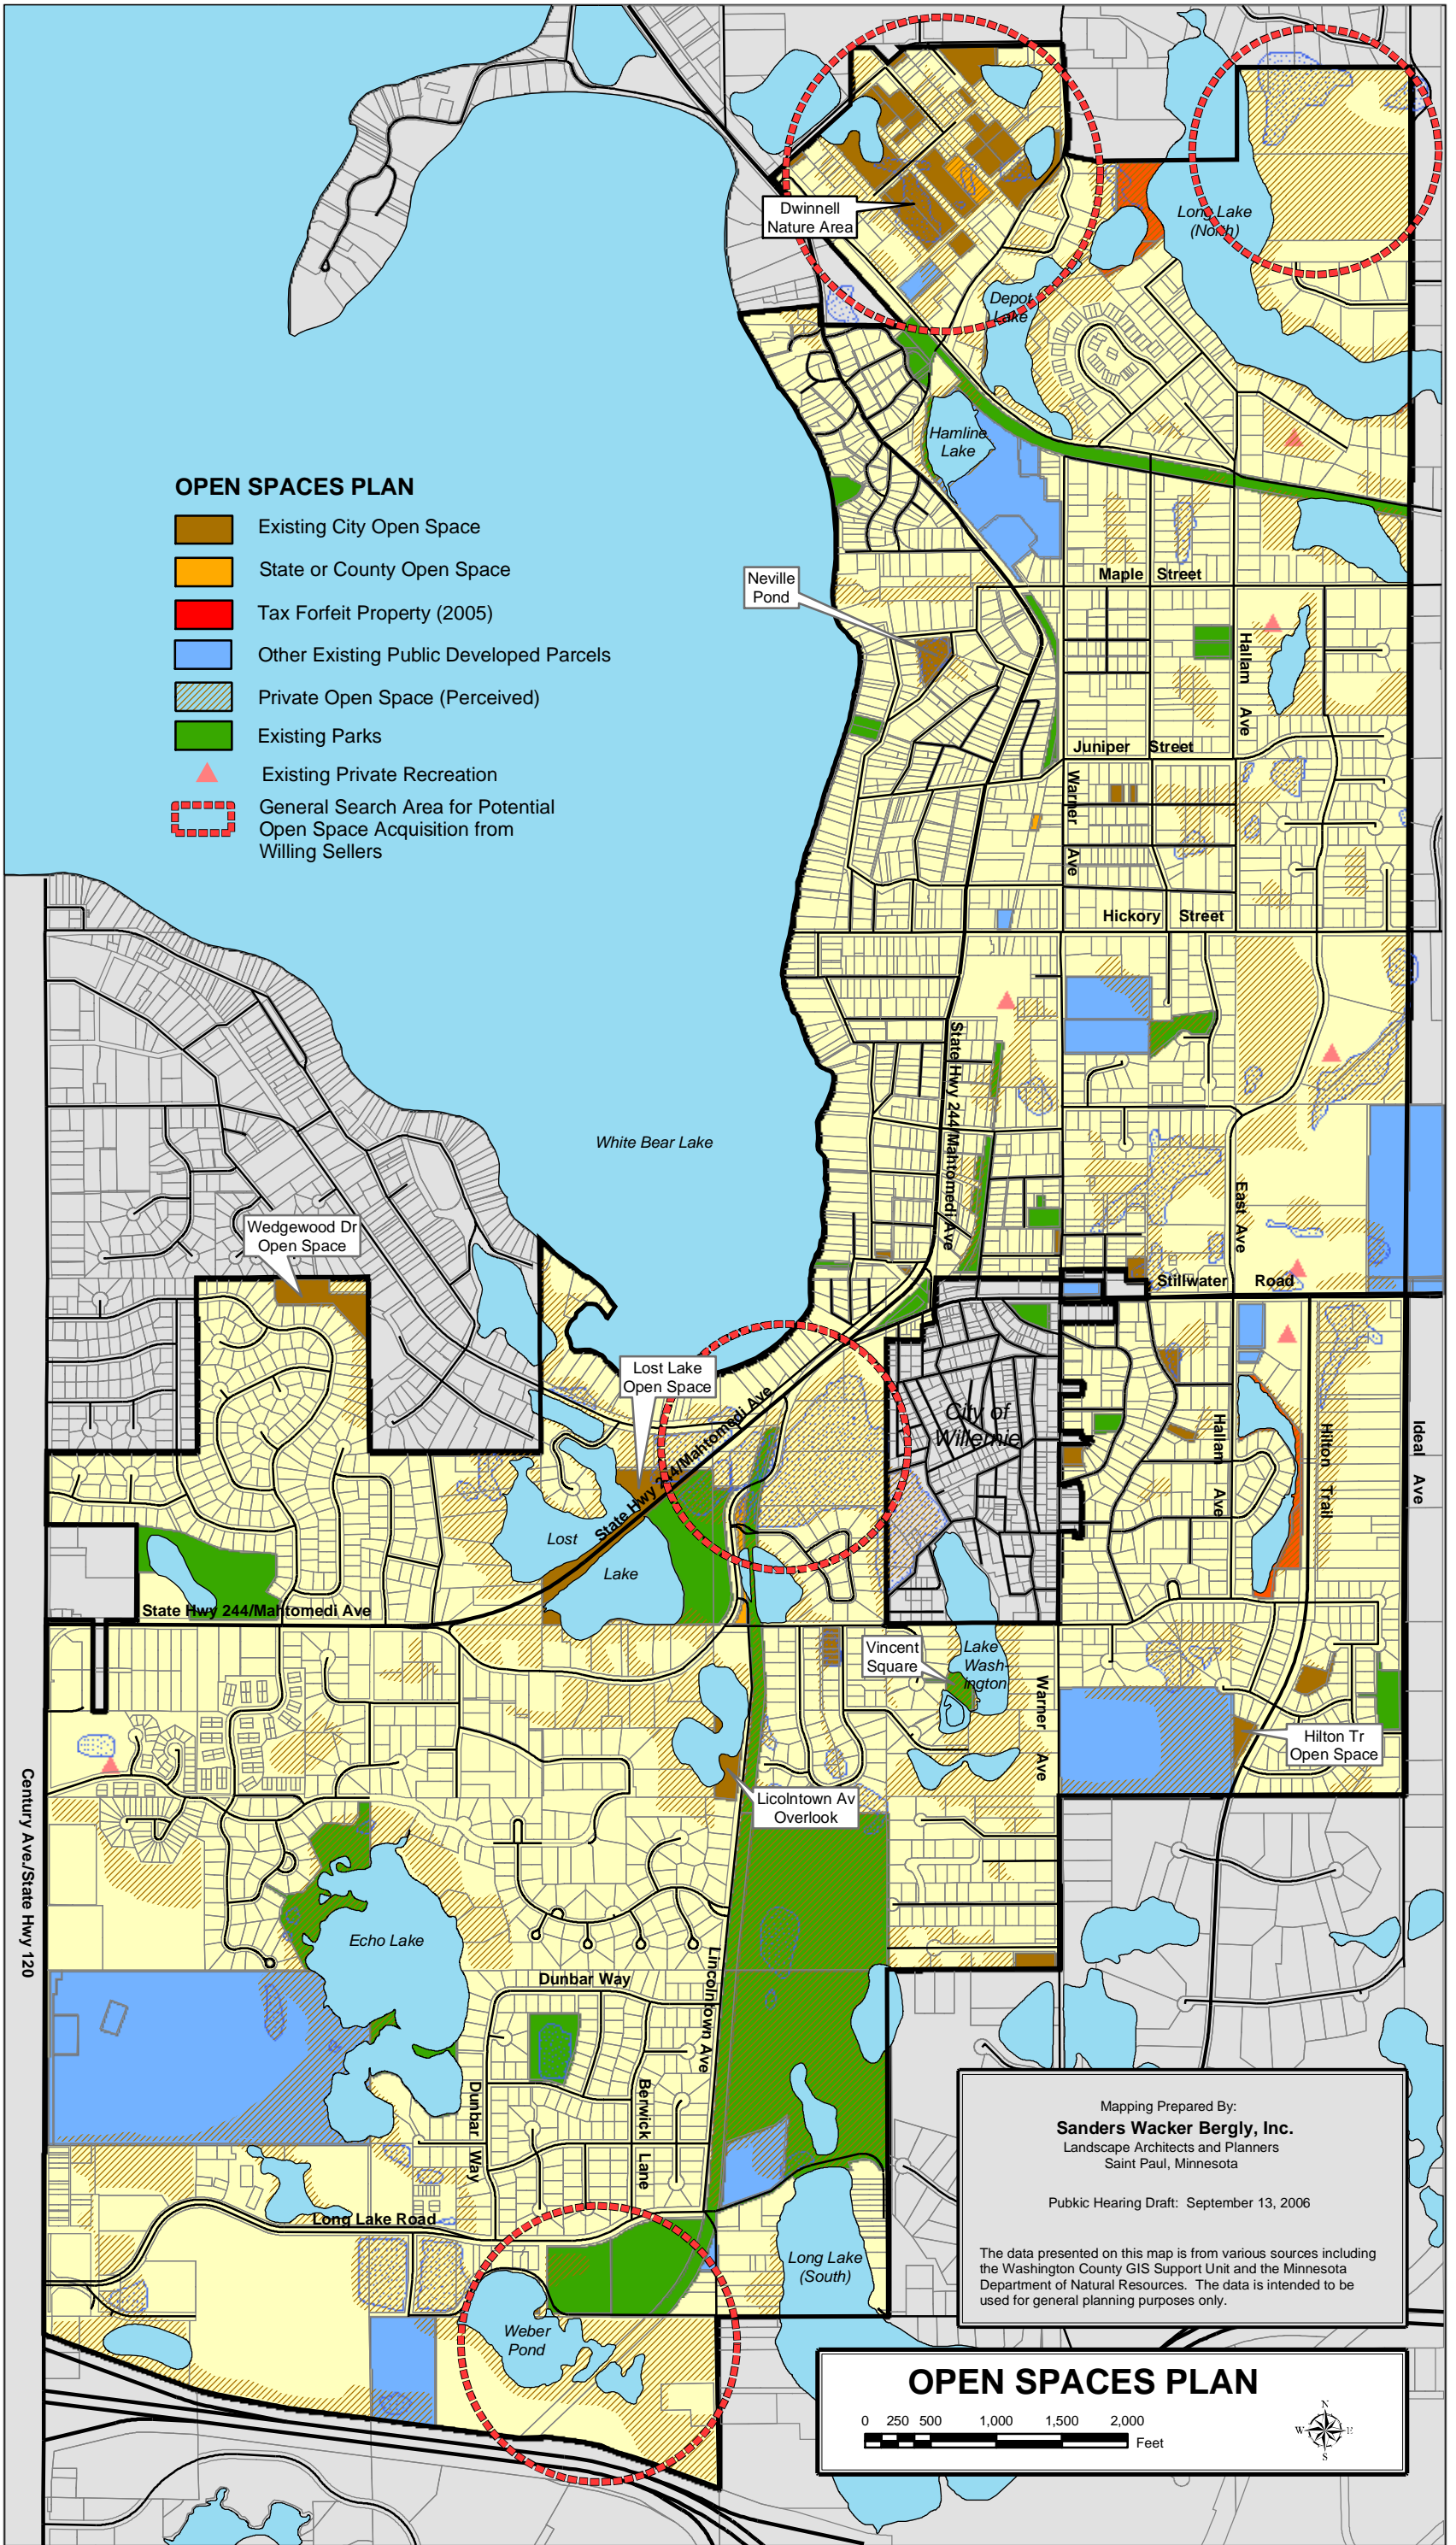 Dwinnell
Nature Area
Long Lake
(North)
Depot
Lake
Hamline
Lake
OPEN SPACES PLAN
Existing City Open Space
State or County Open Space
Tax Forfeit Property (2005)
Other Existing Public Developed Parcels
Private Open Space (Perceived)
Existing Parks
Existing Private Recreation
General Search Area for Potential
Open Space Acquisition from
Willing Sellers
Neville
Pond
Maple Street
Hallam Ave
Juniper Street
Warner Ave
Hickory Street
State Hwy 244/Mahtomedi Ave
White Bear Lake
East Ave
Wedgewood Dr
Open Space
Stillwater Road
Lost Lake
Open Space
State Hwy 244/Mahtomedi Ave
City of
Willernie
Hallam Ave
Hilton Trail
Ideal Ave
Lost
Lake
State Hwy 244/Mahtomedi Ave
Vincent
Square
Lake
Wash-
ington
Warner Ave
Hilton Tr
Open Space
Licolntown Av
Overlook
Century Ave./State Hwy 120
Echo Lake
Dunbar Way
Lincolntown Ave
Dunbar Way
Berwick Lane
Long Lake Road
Long Lake
(South)
Weber
Pond
Mapping Prepared By:
Sanders Wacker Bergly, Inc.
Landscape Architects and Planners
Saint Paul, Minnesota
Pubkic Hearing Draft: September 13, 2006
The data presented on this map is from various sources including
the Washington County GIS Support Unit and the Minnesota
Department of Natural Resources. The data is intended to be
used for general planning purposes only.
OPEN SPACES PLAN
0 250 500 1,000 1,500 2,000
Feet
N
W E
S